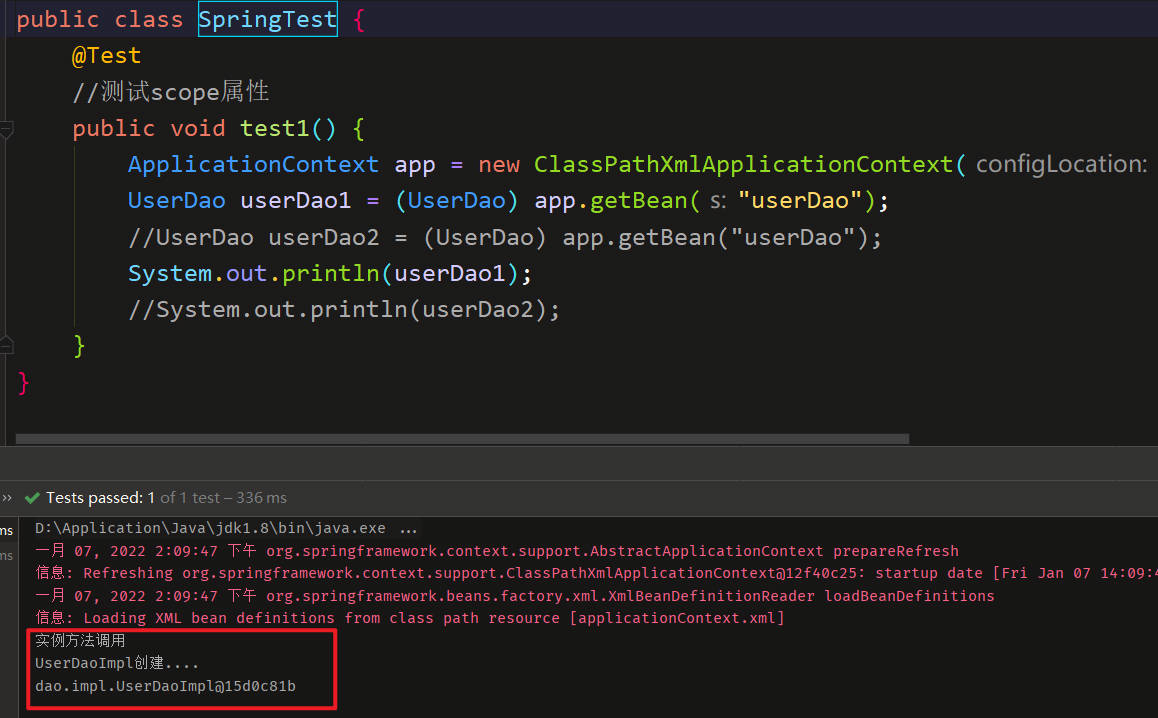 public class SpringTest {
@Test
//测试scope属性
public void test1() {
ApplicationContext app = new ClassPathXmlApplicationContext( configLocation:
UserDao userDao1 = (UserDao) app.getBean( s: "userDao");
//UserDao userDao2 = (UserDao) app.getBean("userDao");
System.out.println(userDao1);
//System.out.println(userDao2);
}
}
>> Tests passed: 1 of 1 test – 336 ms
ms
ms
D:\Application\Java\jdk1.8\bin\java.exe ...
一月 07, 2022 2:09:47 下午 org.springframework.context.support.AbstractApplicationContext prepareRefresh
信息: Refreshing org.springframework.context.support.ClassPathXmlApplicationContext@12f40c25: startup date [Fri Jan 07 14:09:4
一月 07, 2022 2:09:47 下午 org.springframework.beans.factory.xml.XmlBeanDefinitionReader loadBeanDefinitions
信息: Loading XML bean definitions from class path resource [applicationContext.xml]
实例方法调用
UserDaoImpl创建....
dao.impl.UserDaoImpl@15d0c81b